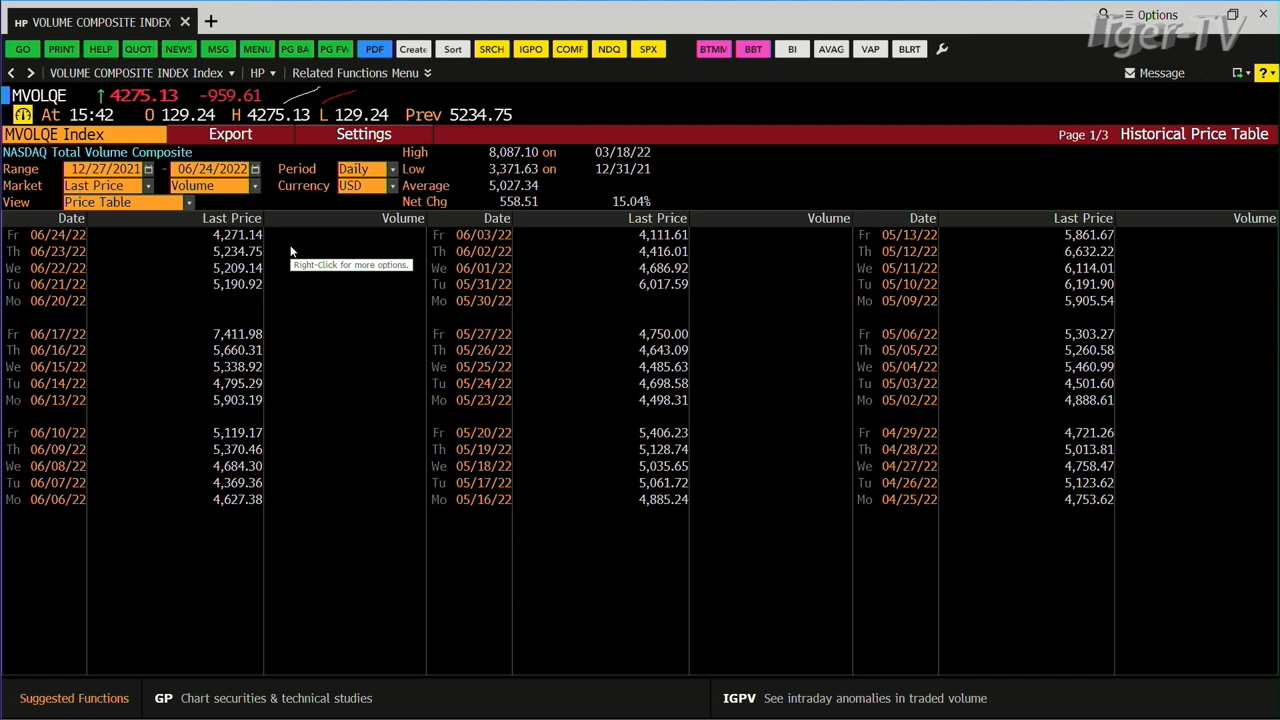 HP VOLUME COMPOSITE INDEX
Options
Tiger-TV
GO PRINT HELP QUOT NEWS MSG MENU PG BA PG FW PDF Create Sort SRCH IGPO COMF NDQ SPX BTMM BBT BI AVAG VAP BLRT
VOLUME COMPOSITE INDEX Index HP Related Functions Menu Message ?
MVOLQE ↑ 4275.13 -959.61
At 15:42 O 129.24 H 4275.13 L 129.24 Prev 5234.75
MVOLQE Index Export Settings Page 1/3 Historical Price Table
NASDAQ Total Volume Composite High 8,087.10 on 03/18/22
Range 12/27/2021 - 06/24/2022 Period Daily Low 3,371.63 on 12/31/21
Market Last Price Volume Currency USD Average 5,027.34
View Price Table Net Chg 558.51 15.04%
Date Last Price Volume Date Last Price Volume Date Last Price Volume
Fr 06/24/22 4,271.14 Fr 06/03/22 4,111.61 Fr 05/13/22 5,861.67
Th 06/23/22 5,234.75 Th 06/02/22 4,416.01 Th 05/12/22 6,632.22
We 06/22/22 5,209.14 We 06/01/22 4,686.92 We 05/11/22 6,114.01
Tu 06/21/22 5,190.92 Tu 05/31/22 6,017.59 Tu 05/10/22 6,191.90
Mo 06/20/22 Mo 05/30/22 Mo 05/09/22 5,905.54
Right-Click for more options.
Fr 06/17/22 7,411.98 Fr 05/27/22 4,750.00 Fr 05/06/22 5,303.27
Th 06/16/22 5,660.31 Th 05/26/22 4,643.09 Th 05/05/22 5,260.58
We 06/15/22 5,338.92 We 05/25/22 4,485.63 We 05/04/22 5,460.99
Tu 06/14/22 4,795.29 Tu 05/24/22 4,698.58 Tu 05/03/22 4,501.60
Mo 06/13/22 5,903.19 Mo 05/23/22 4,498.31 Mo 05/02/22 4,888.61
Fr 06/10/22 5,119.17 Fr 05/20/22 5,406.23 Fr 04/29/22 4,721.26
Th 06/09/22 5,370.46 Th 05/19/22 5,128.74 Th 04/28/22 5,013.81
We 06/08/22 4,684.30 We 05/18/22 5,035.65 We 04/27/22 4,758.47
Tu 06/07/22 4,369.36 Tu 05/17/22 5,061.72 Tu 04/26/22 5,123.62
Mo 06/06/22 4,627.38 Mo 05/16/22 4,885.24 Mo 04/25/22 4,753.62
Suggested Functions GP Chart securities & technical studies IGPV See intraday anomalies in traded volume